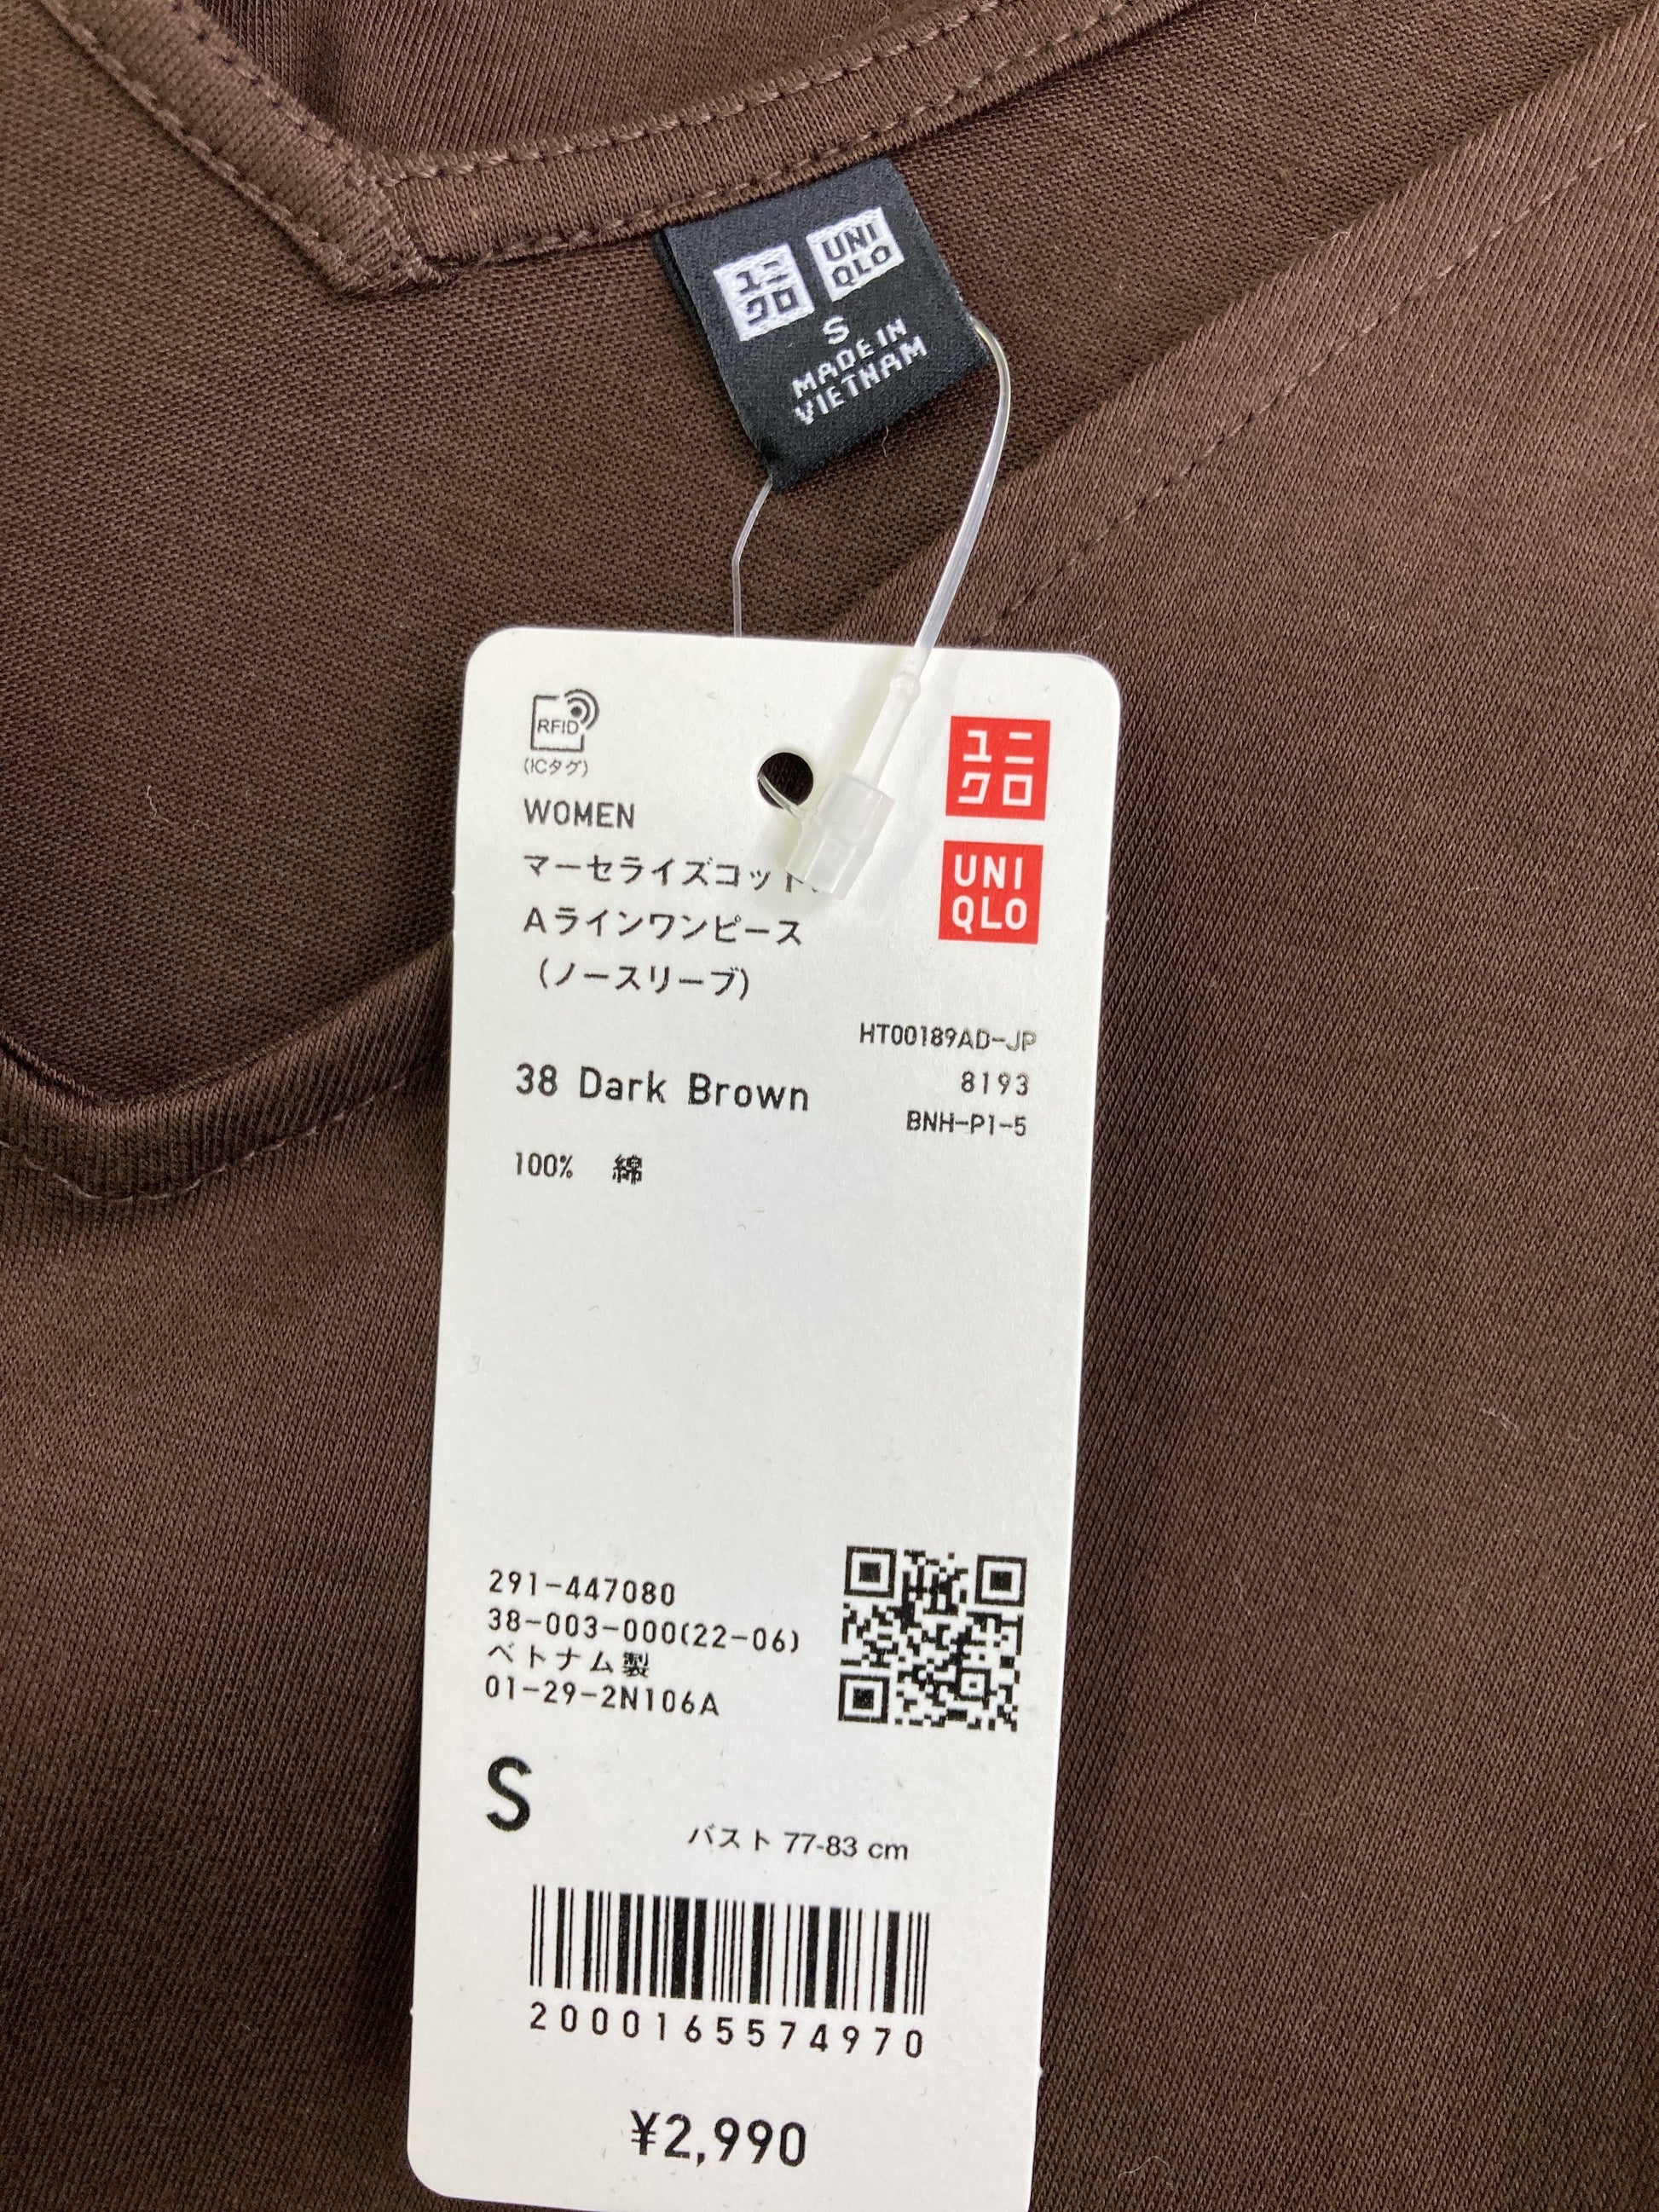 ユニ
クロ
UNI
QLO
S
MADE IN
VIETNAM
RFID
(ICタグ)
ユニ
クロ
UNI
QLO
WOMEN
マーセライズコット
Aラインワンピース
(ノースリーブ)
HT00189AD-JP
8193
BNH-P1-5
38 Dark Brown
100% 綿
291-447080
38-003-000(22-06)
ベトナム製
01-29-2N106A
S
バスト 77-83 cm
2000165574970
¥2,990